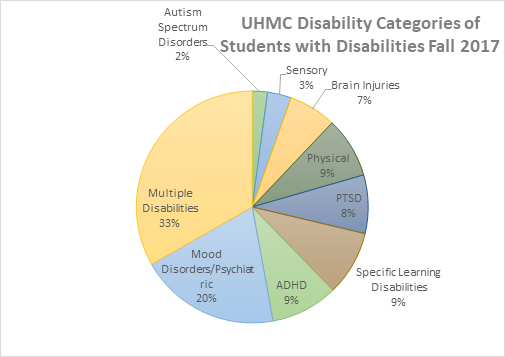 UHMC Disability Categories of
Students with Disabilities Fall 2017
Autism
Spectrum
Disorders
2%
Sensory
3%
Brain Injuries
7%
Physical
9%
PTSD
8%
Specific Learning
Disabilities
9%
ADHD
9%
Mood
Disorders/Psychiat
ric
20%
Multiple
Disabilities
33%